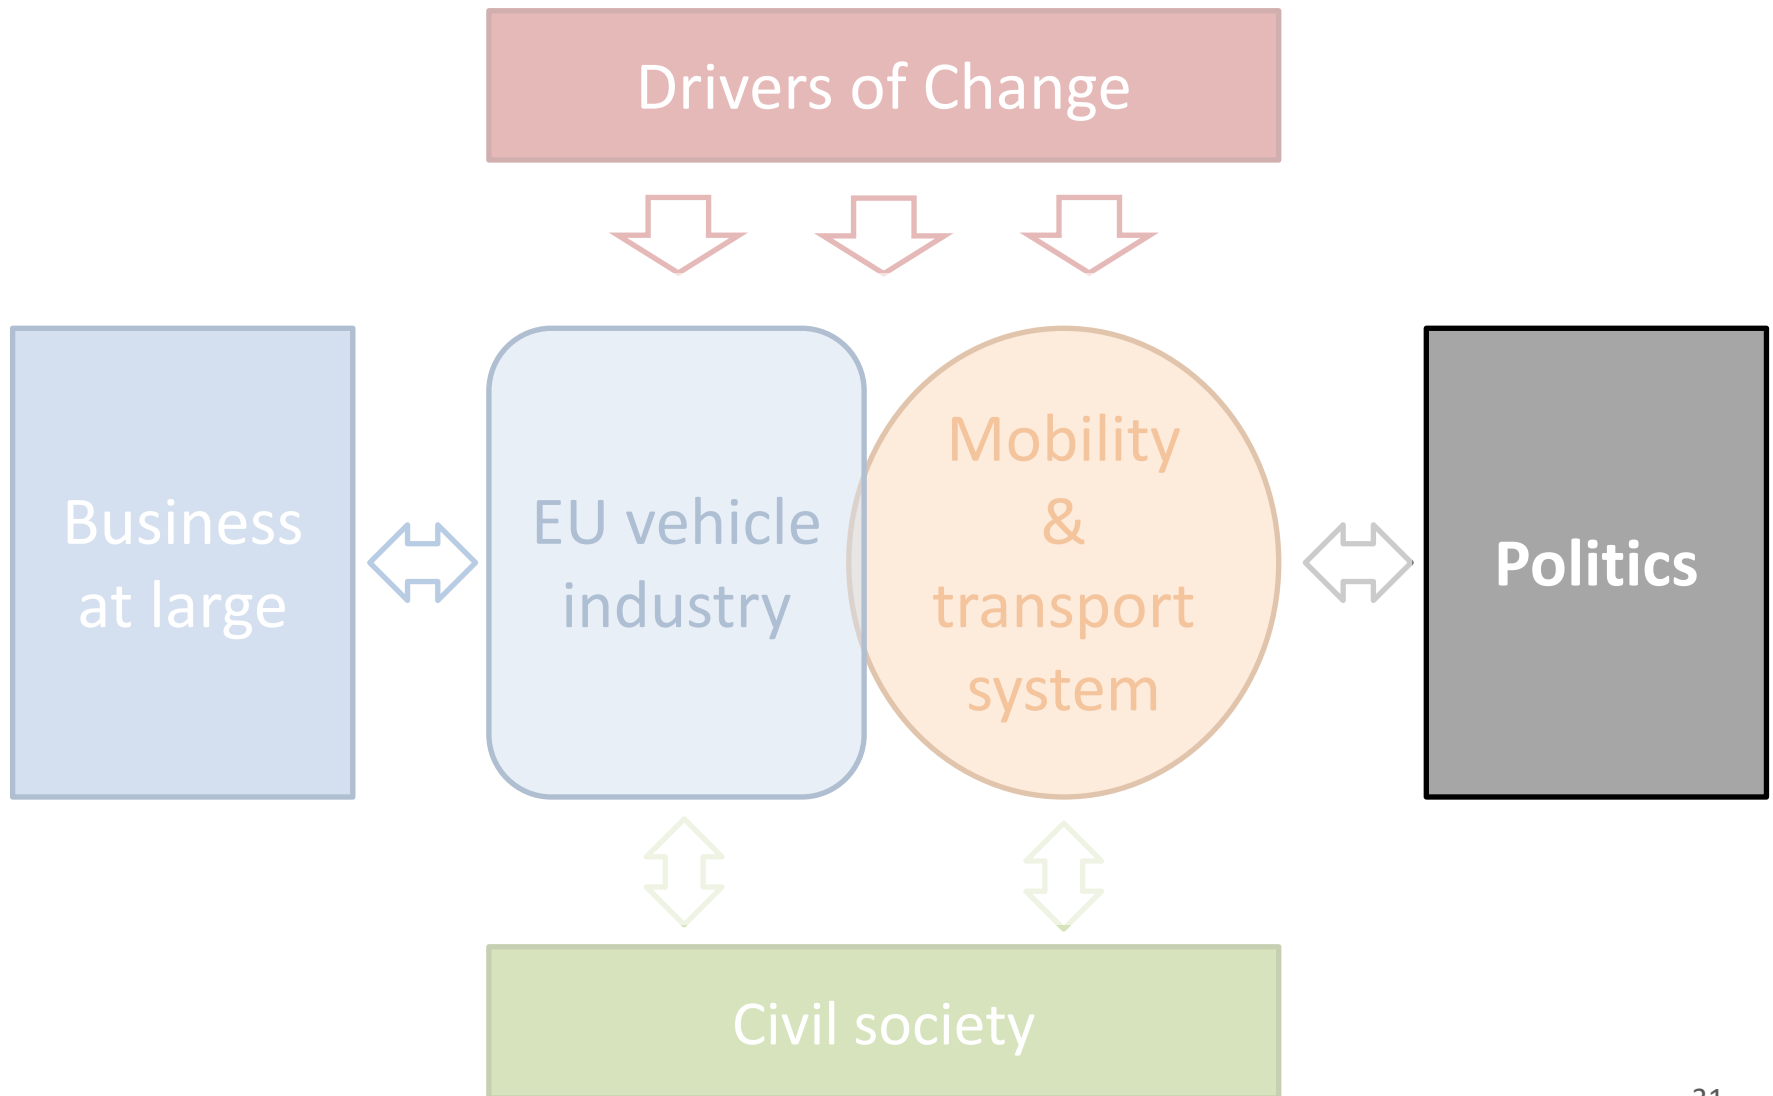 Drivers of Change
Business
at large
EU vehicle
industry
Mobility
&
transport
system
Politics
Civil society